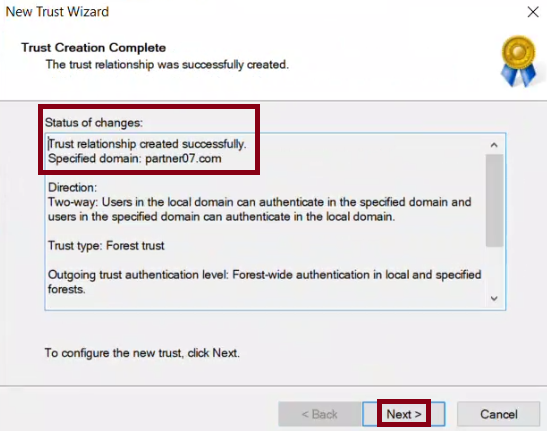 New Trust Wizard
Trust Creation Complete
The trust relationship was successfully created.
Status of changes:
Trust relationship created successfully.
Specified domain: partner07.com
Direction:
Two-way: Users in the local domain can authenticate in the specified domain and
users in the specified domain can authenticate in the local domain.
Trust type: Forest trust
Outgoing trust authentication level: Forest-wide authentication in local and specified
forests.
To configure the new trust, click Next.
< Back
Next >
Cancel